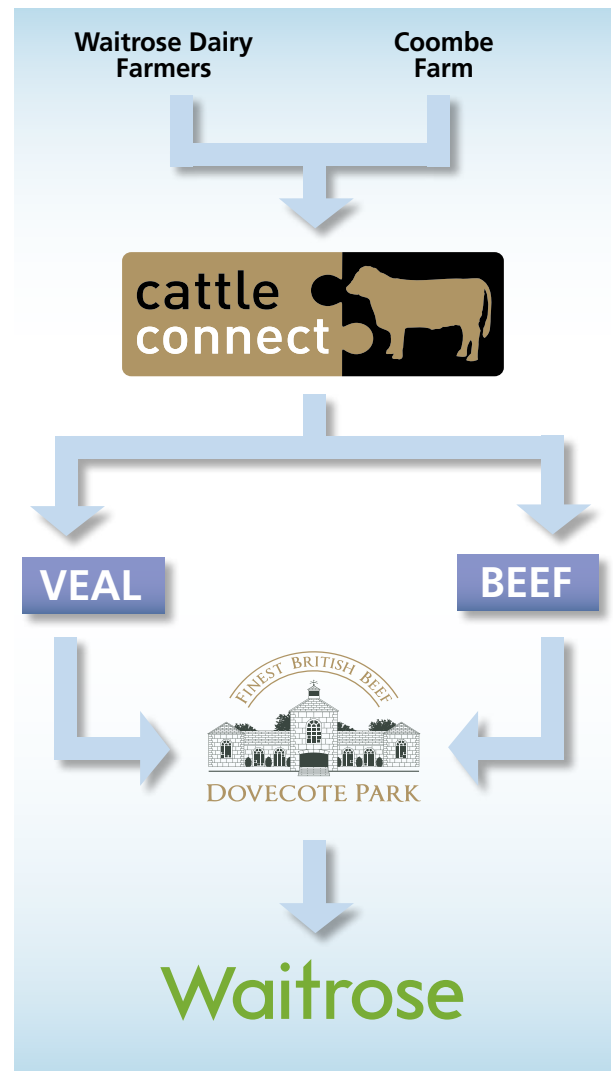 Waitrose Dairy
Farmers
Coombe
Farm
cattle
connect
VEAL
BEEF
FINEST BRITISH BEEF
DOVECOTE PARK
Waitrose